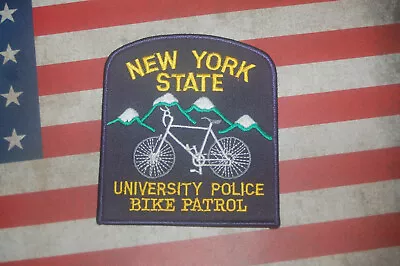 NEW YORK
STATE
UNIVERSITY POLICE
BIKE PATROL